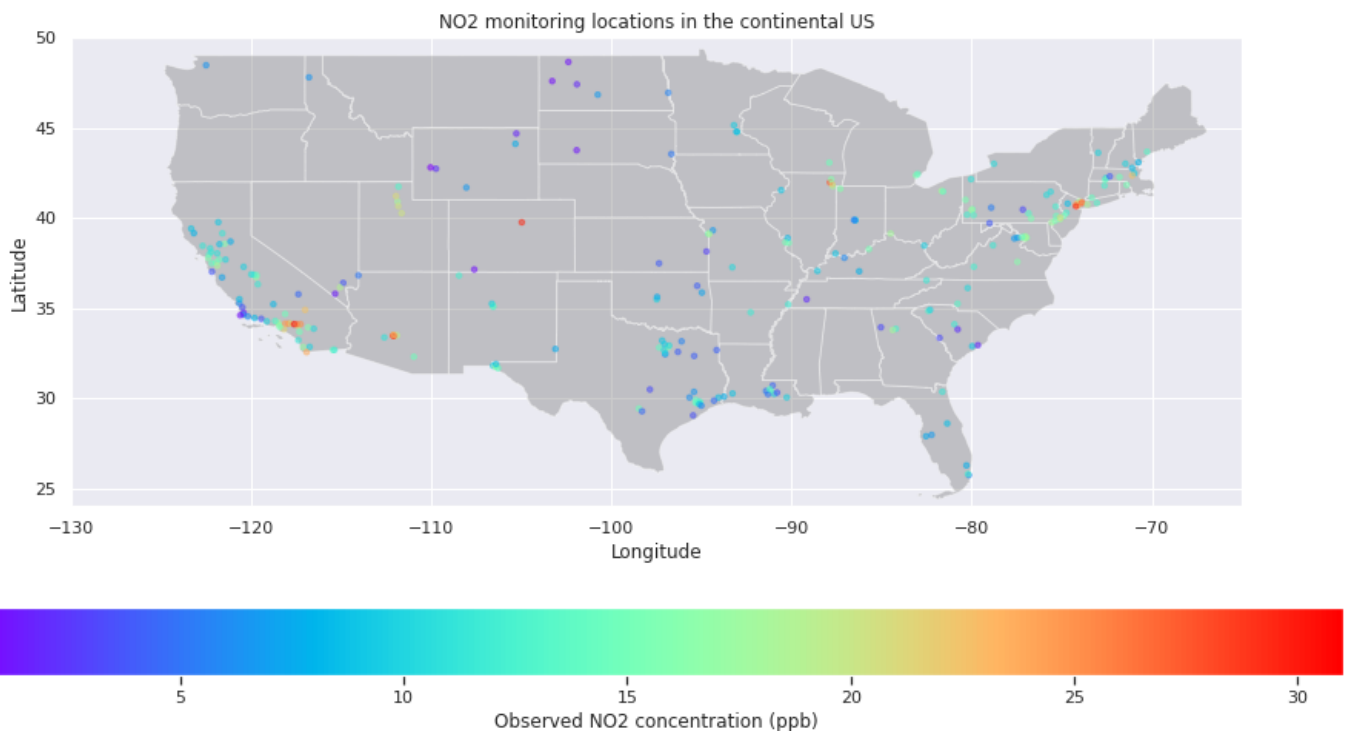 NO2 monitoring locations in the continental US
50
45
40
35
30
25
Latitude
−130 −120 −110 −100 −90 −80 −70
Longitude
5 10 15 20 25 30
Observed NO2 concentration (ppb)